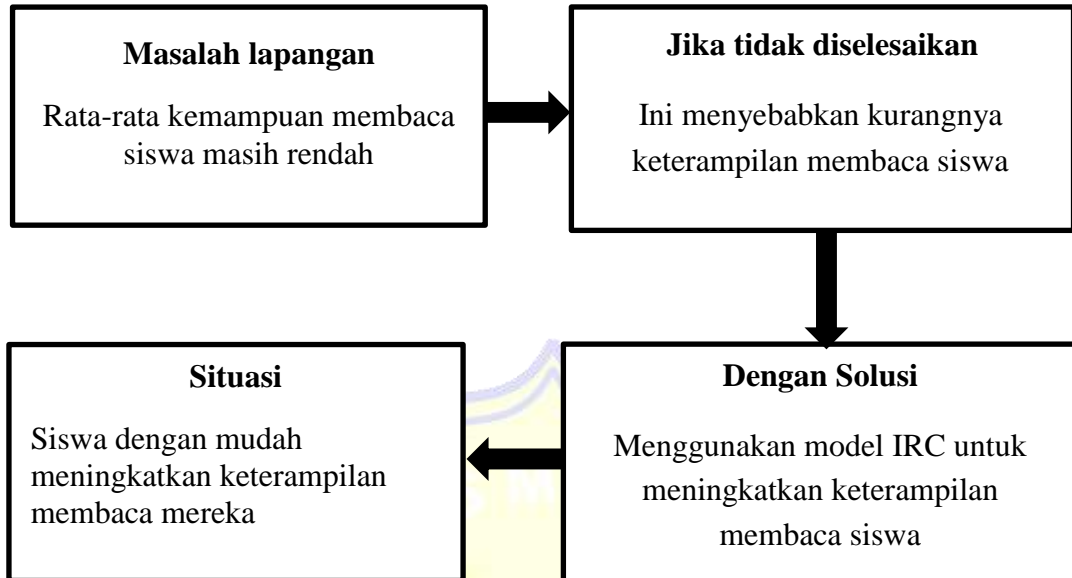 Masalah lapangan
Rata-rata kemampuan membaca
siswa masih rendah
Jika tidak diselesaikan
Ini menyebabkan kurangnya
keterampilan membaca siswa
Situasi
Siswa dengan mudah
meningkatkan keterampilan
membaca mereka
Dengan Solusi
Menggunakan model IRC untuk
meningkatkan keterampilan
membaca siswa